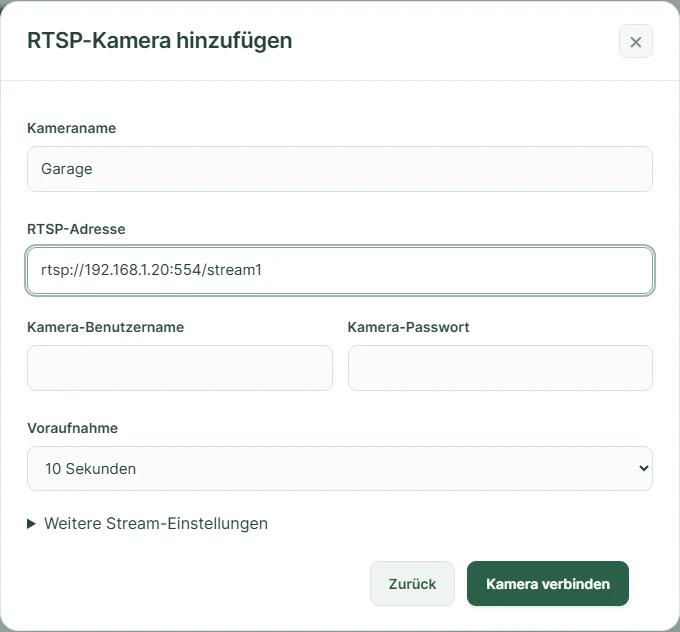 RTSP-Kamera hinzufügen
Kameraname
Garage
RTSP-Adresse
rtsp://192.168.1.20:554/stream1
Kamera-Benutzername
Kamera-Passwort
Voraufnahme
10 Sekunden
Weitere Stream-Einstellungen
Zurück
Kamera verbinden